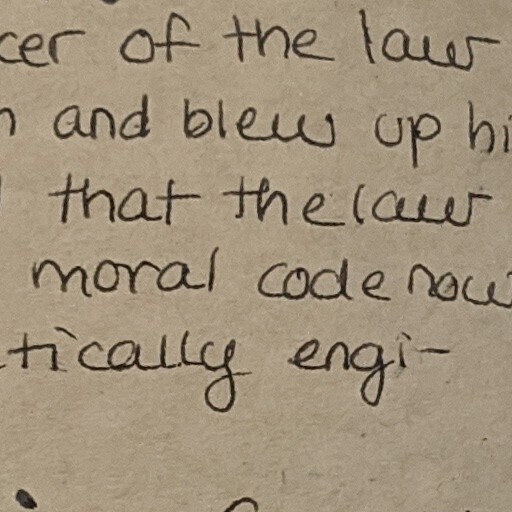 cer of the law
n and blew up hi
that the law
moral code now
tically engi-